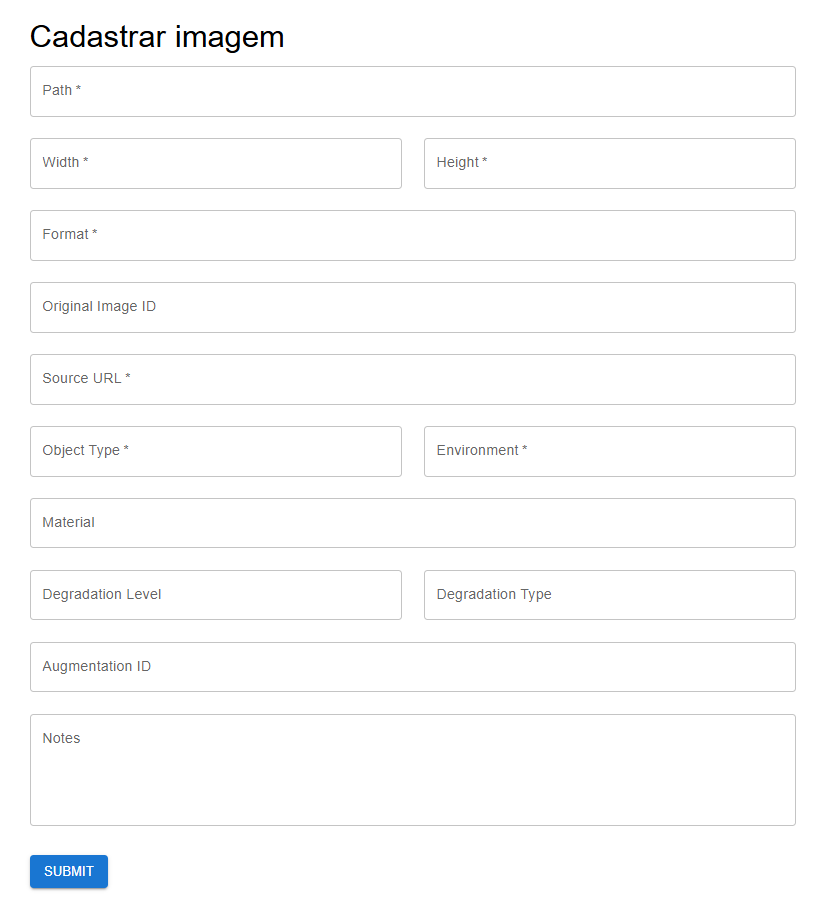 Cadastrar imagem
Path *
Width *
Height *
Format *
Original Image ID
Source URL *
Object Type *
Environment *
Material
Degradation Level
Degradation Type
Augmentation ID
Notes
SUBMIT